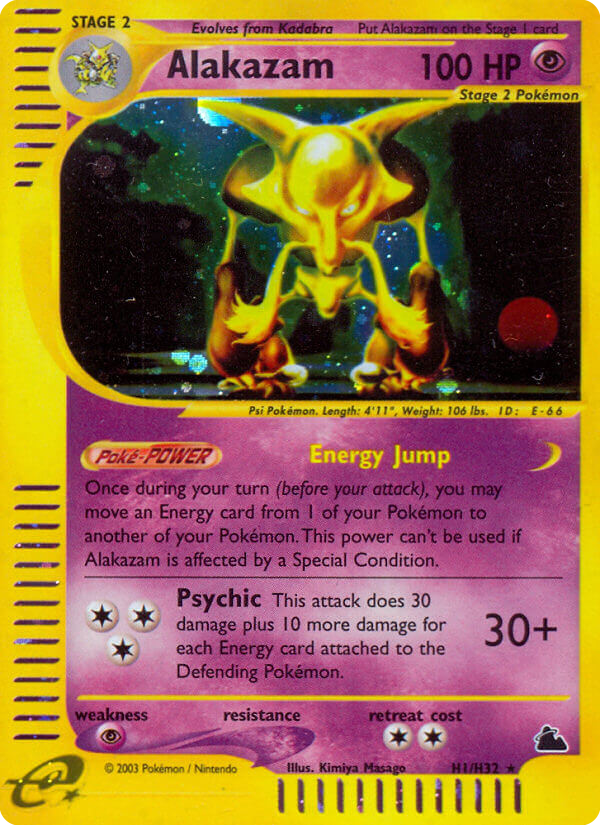 STAGE 2
Evolves from Kadabra Put Alakazam on the Stage 1 card
Alakazam 100 HP
Stage 2 Pokémon
Psi Pokémon. Length: 4'11", Weight: 106 lbs. ID: E-66
Poké-POWER Energy Jump
Once during your turn (before your attack), you may
move an Energy card from 1 of your Pokémon to
another of your Pokémon. This power can't be used if
Alakazam is affected by a Special Condition.
Psychic This attack does 30
damage plus 10 more damage for
each Energy card attached to the
Defending Pokémon.
30+
weakness resistance retreat cost
© 2003 Pokémon / Nintendo Illus. Kimiya Masago H1/H32 ★
e